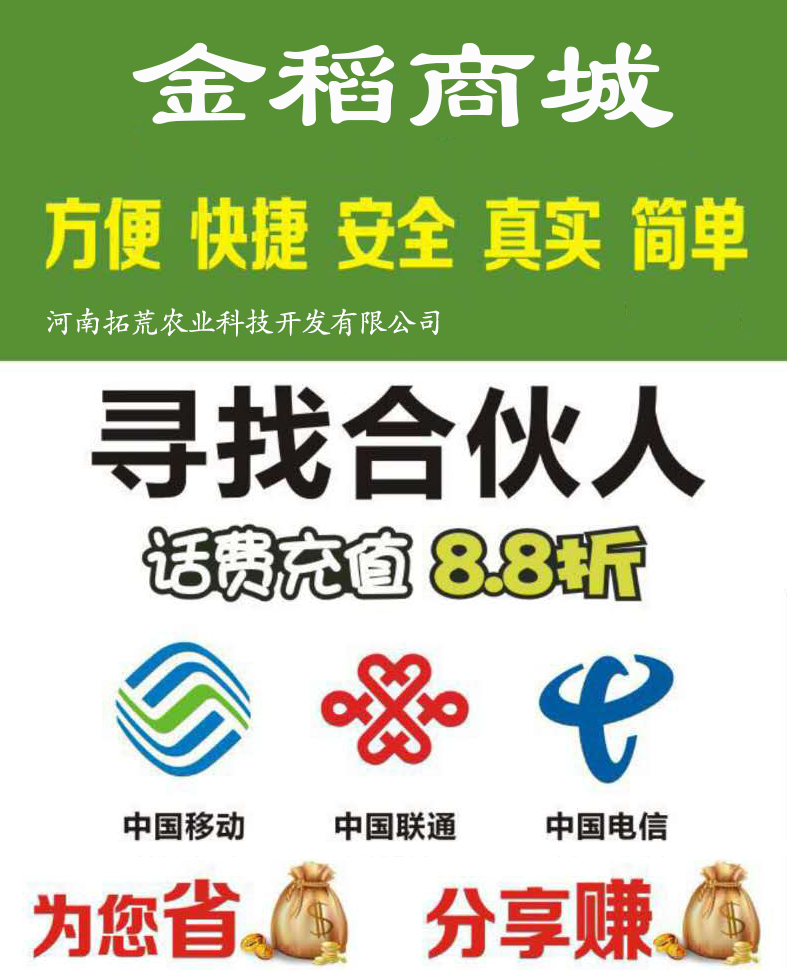 金稻商城
方便 快捷 安全 真实 简单
河南拓荒农业科技开发有限公司
寻找合伙人
话费充值 8.8折
中国移动 中国联通 中国电信
为您省 分享赚
$ $